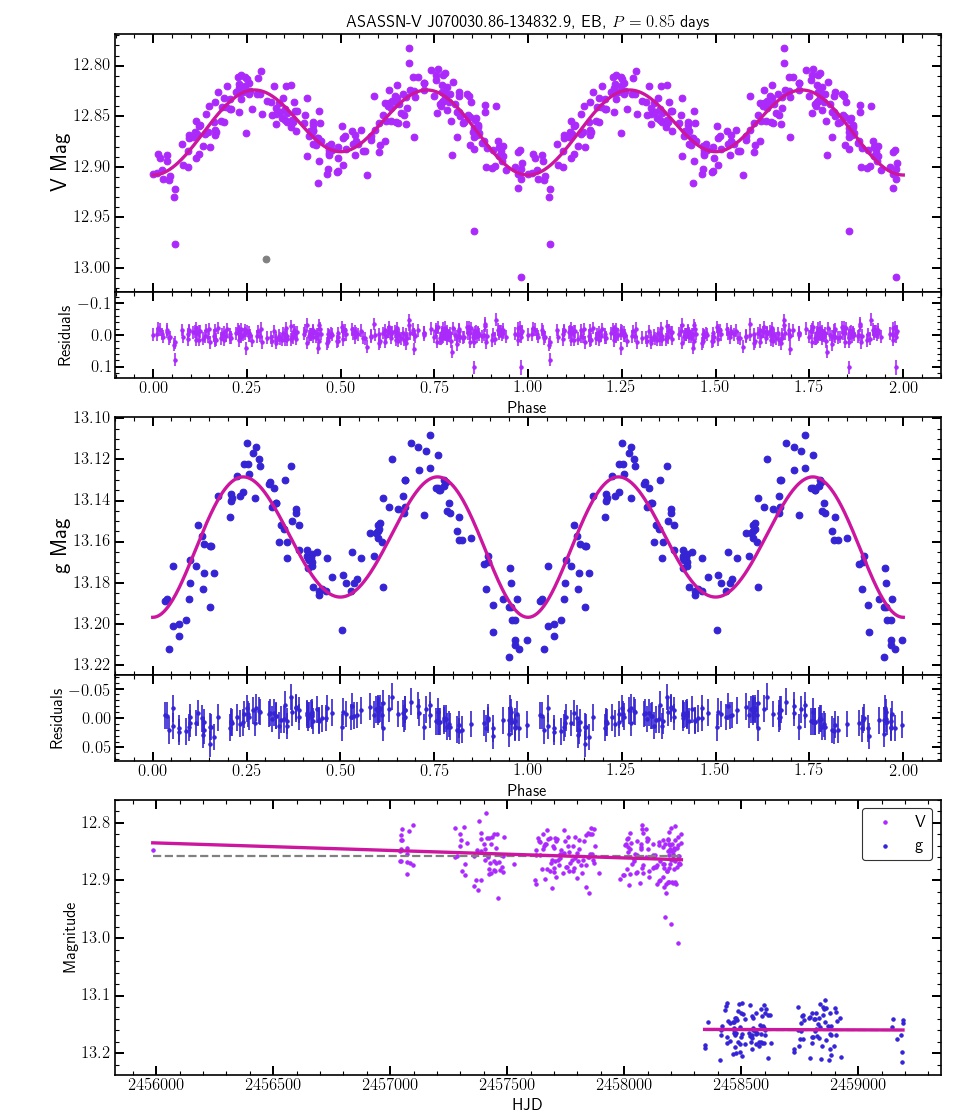 ASASSN-V J070030.86-134832.9, EB, P = 0.85 days
12.80
12.85
12.90
12.95
13.00
V Mag
−0.1
0.0
0.1
Residuals
0.00 0.25 0.50 0.75 1.00 1.25 1.50 1.75 2.00
Phase
13.10
13.12
13.14
13.16
13.18
13.20
13.22
g Mag
−0.05
0.00
0.05
Residuals
0.00 0.25 0.50 0.75 1.00 1.25 1.50 1.75 2.00
Phase
V
g
12.8
12.9
13.0
13.1
13.2
Magnitude
2456000 2456500 2457000 2457500 2458000 2458500 2459000
HJD